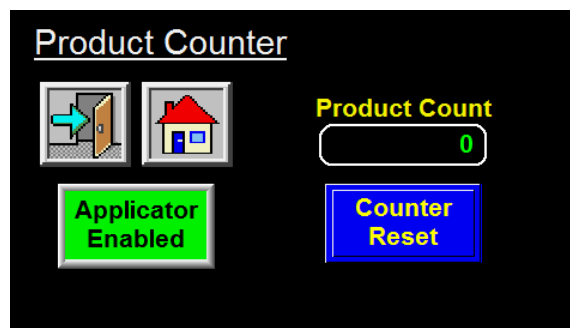 Product Counter
Product Count
0
Applicator
Enabled
Counter
Reset